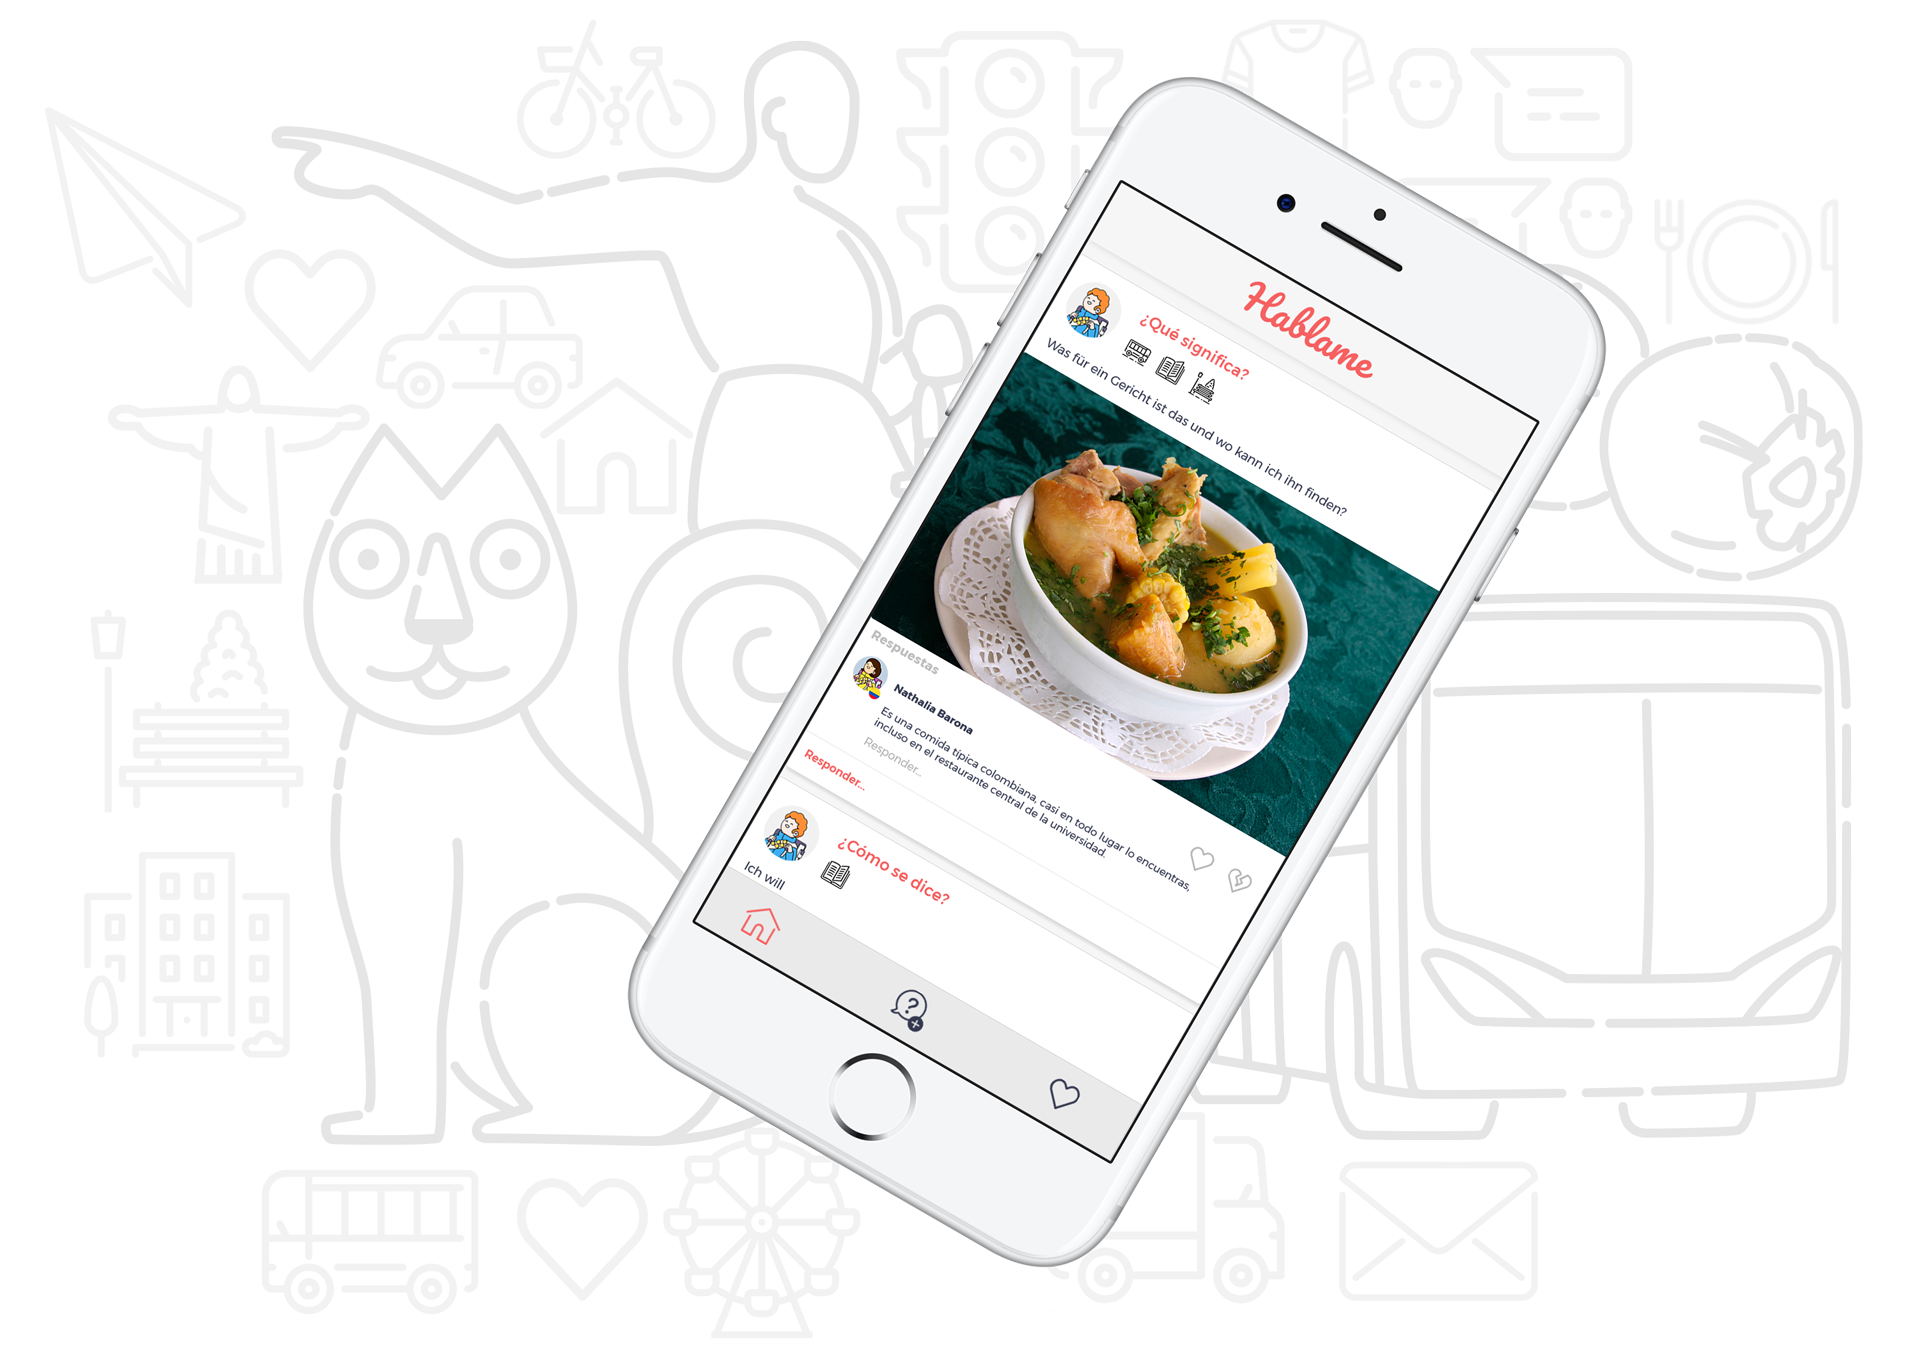 Hablame
¿Qué significa?
Was für ein Gericht ist das und wo kann ich ihn finden?
Respuestas
Nathalia Barona
Es una comida típica colombiana, casi en todo lugar lo encuentras,
incluso en el restaurante central de la universidad.
Responder..
Responder...
¿Cómo se dice?
Ich will